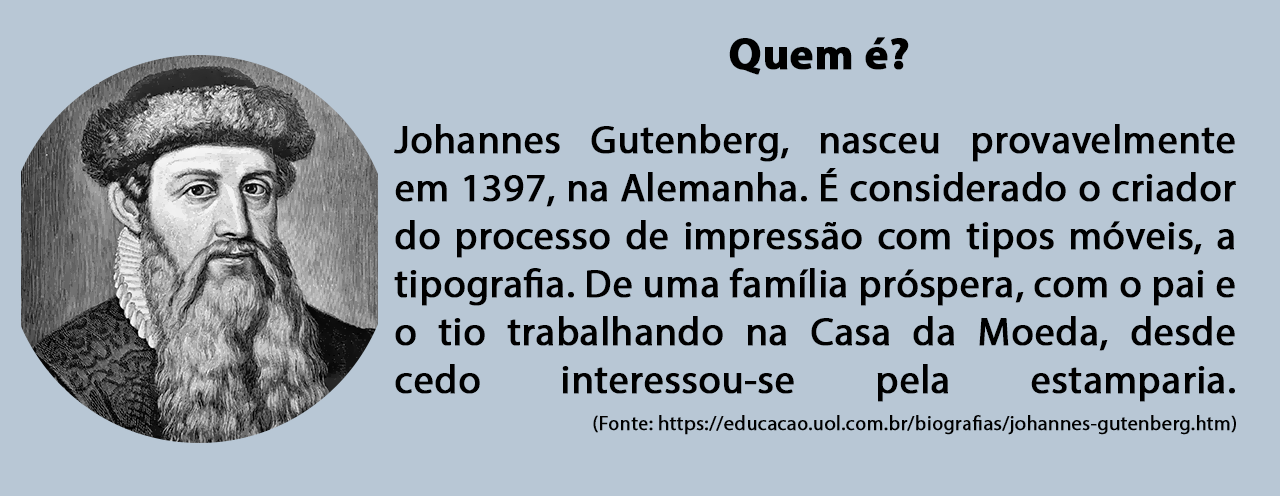 Quem é?
Johannes Gutenberg, nasceu provavelmente
em 1397, na Alemanha. É considerado o criador
do processo de impressão com tipos móveis, a
tipografia. De uma família próspera, com o pai e
o tio trabalhando na Casa da Moeda, desde
cedo interessou-se pela estamparia.
(Fonte: https://educacao.uol.com.br/biografias/johannes-gutenberg.htm)